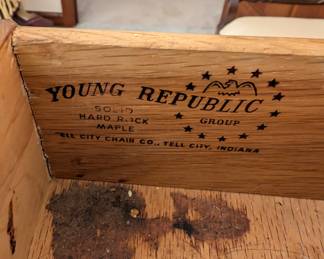 YOUNG REPUBLIC
GROUP
SOLID
HARD ROCK
MAPLE
TELL CITY CHAIR CO., TELL CITY, INDIANA